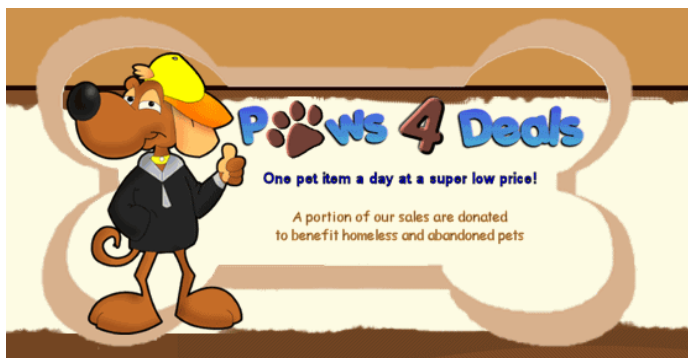 Paws 4 Deals
One pet item a day at a super low price!
A portion of our sales are donated
to benefit homeless and abandoned pets